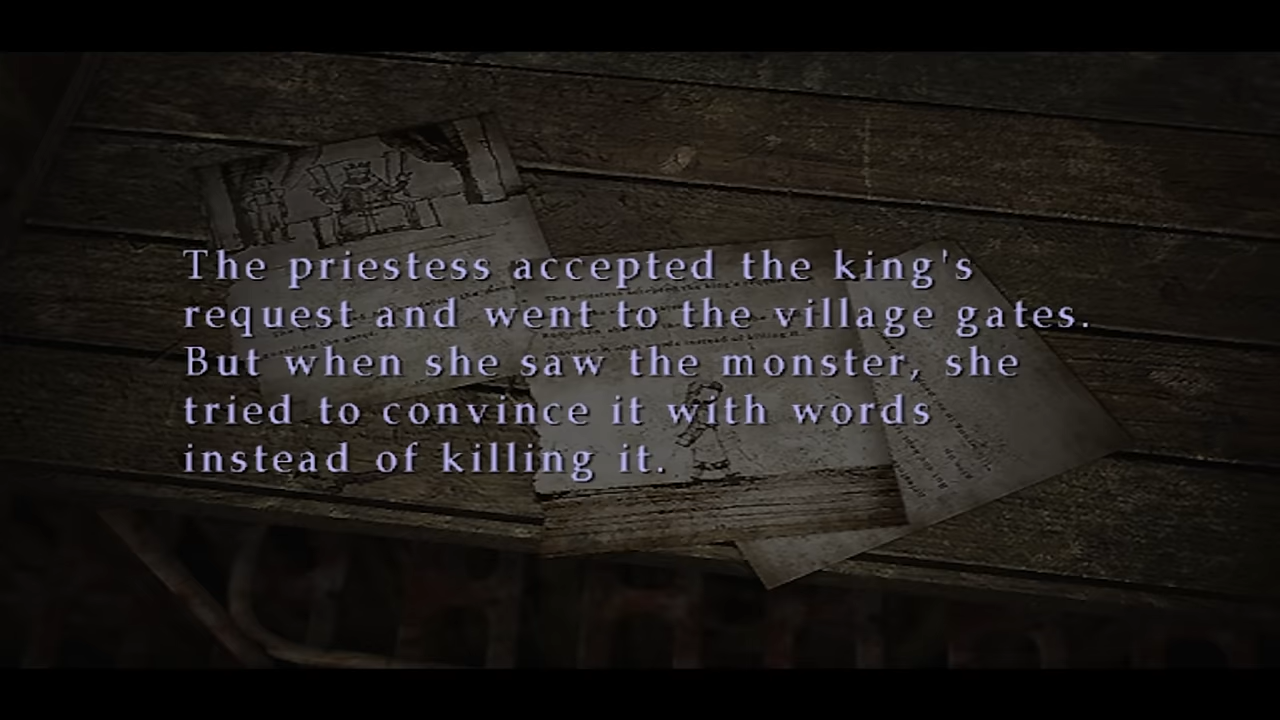 The priestess accepted the king's
request and went to the village gates.
But when she saw the monster, she
tried to convince it with words
instead of killing it.